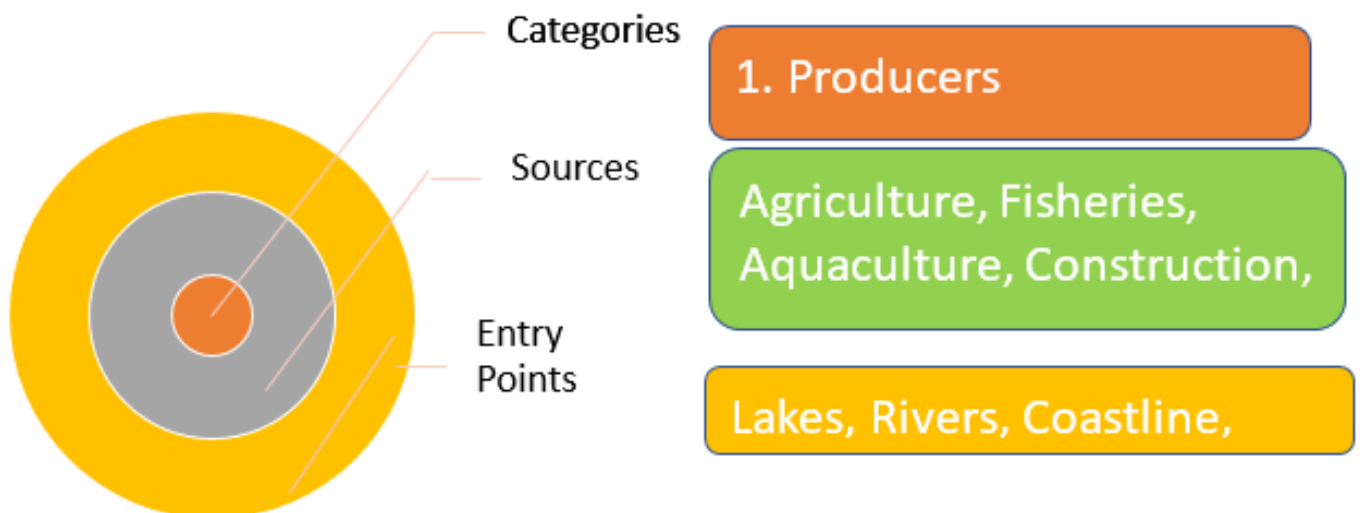 Categories
1. Producers
Sources
Agriculture, Fisheries,
Aquaculture, Construction,
Entry
Points
Lakes, Rivers, Coastline,